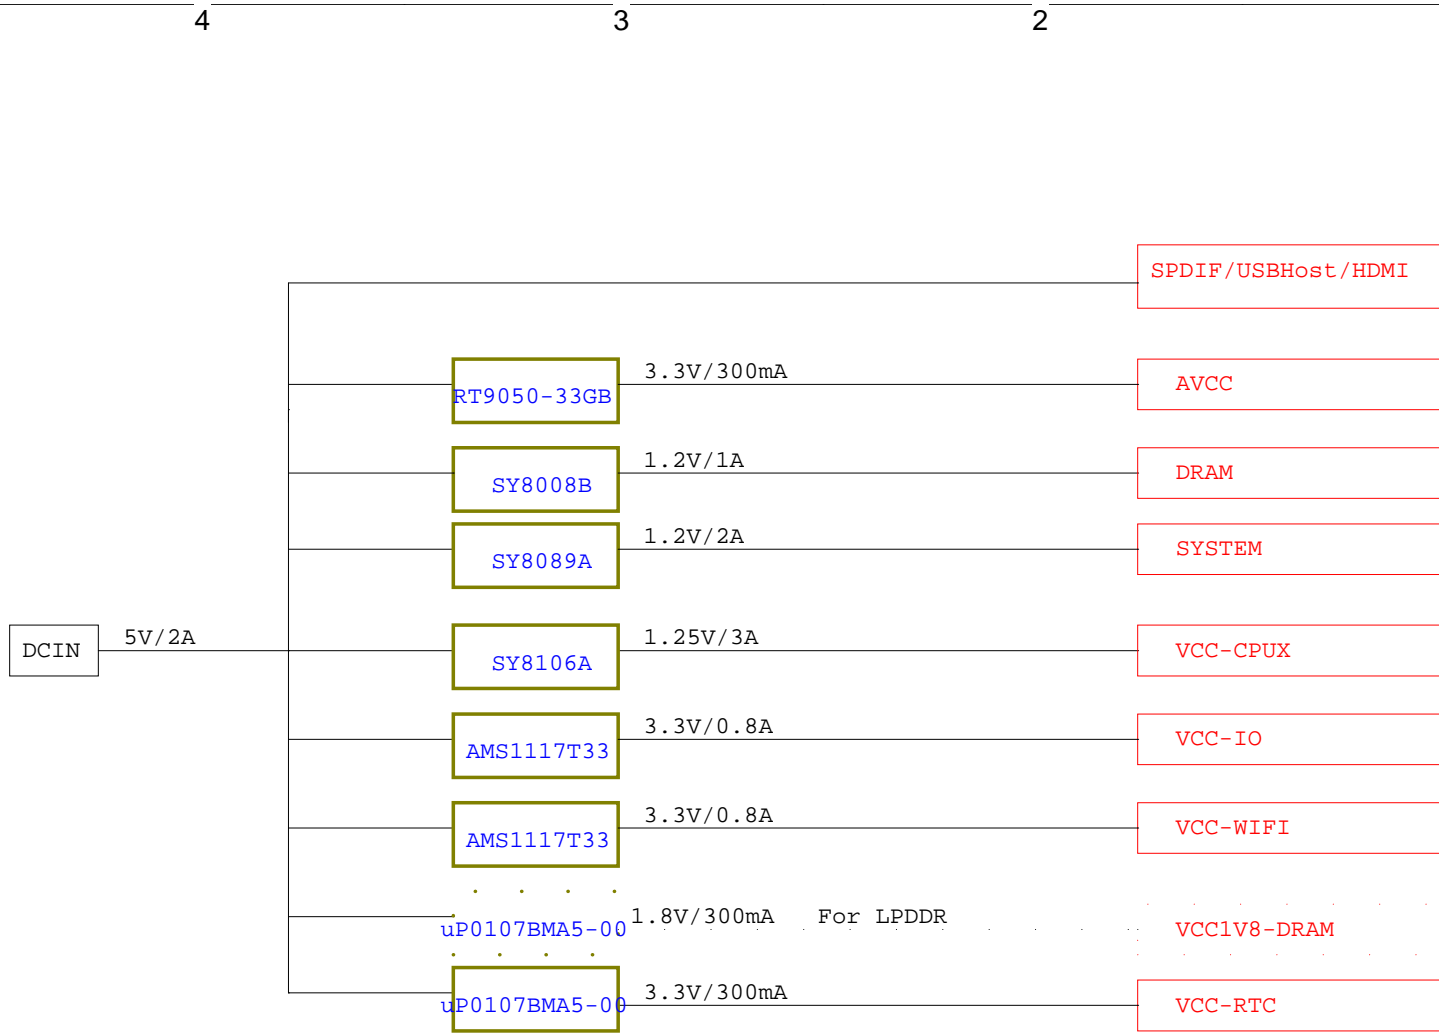 4 3 2
SPDIF/USBHost/HDMI
RT9050-33GB 3.3V/300mA AVCC
SY8008B 1.2V/1A DRAM
SY8089A 1.2V/2A SYSTEM
DCIN 5V/2A SY8106A 1.25V/3A VCC-CPUX
AMS1117T33 3.3V/0.8A VCC-IO
AMS1117T33 3.3V/0.8A VCC-WIFI
uP0107BMA5-00 1.8V/300mA For LPDDR VCC1V8-DRAM
uP0107BMA5-00 3.3V/300mA VCC-RTC